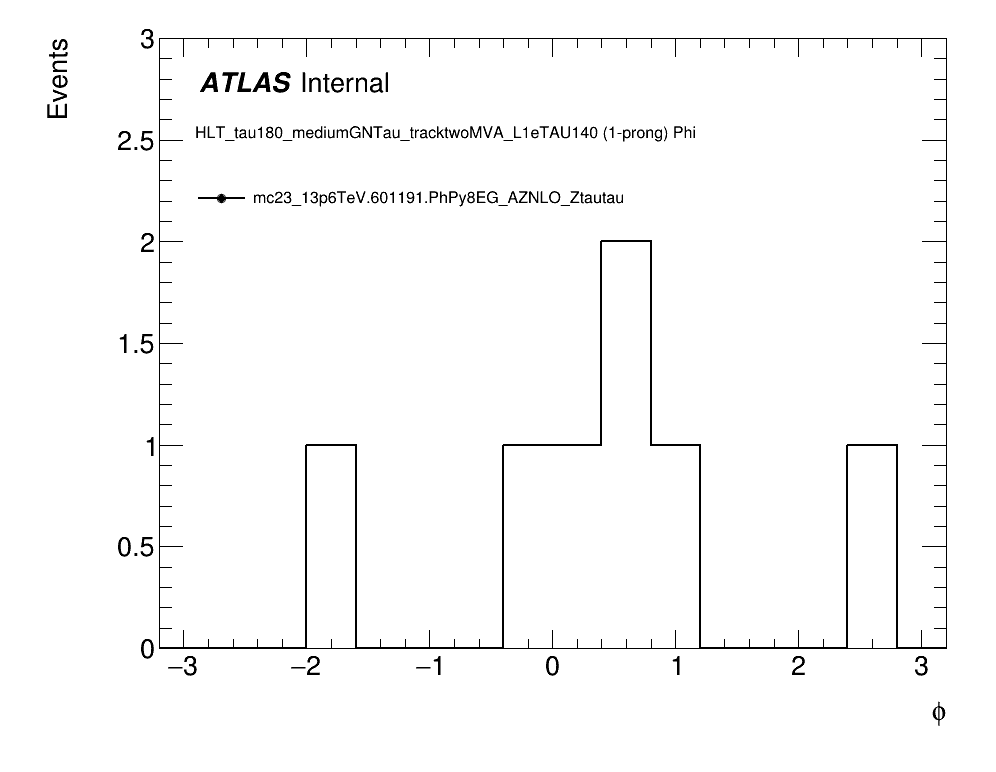 Events
3
ATLAS Internal
HLT_tau180_mediumGNTau_tracktwoMVA_L1eTAU140 (1-prong) Phi
2.5
mc23_13p6TeV.601191.PhPy8EG_AZNLO_Ztautau
2
1.5
1
0.5
0
−3 −2 −1 0 1 2 3
ϕ